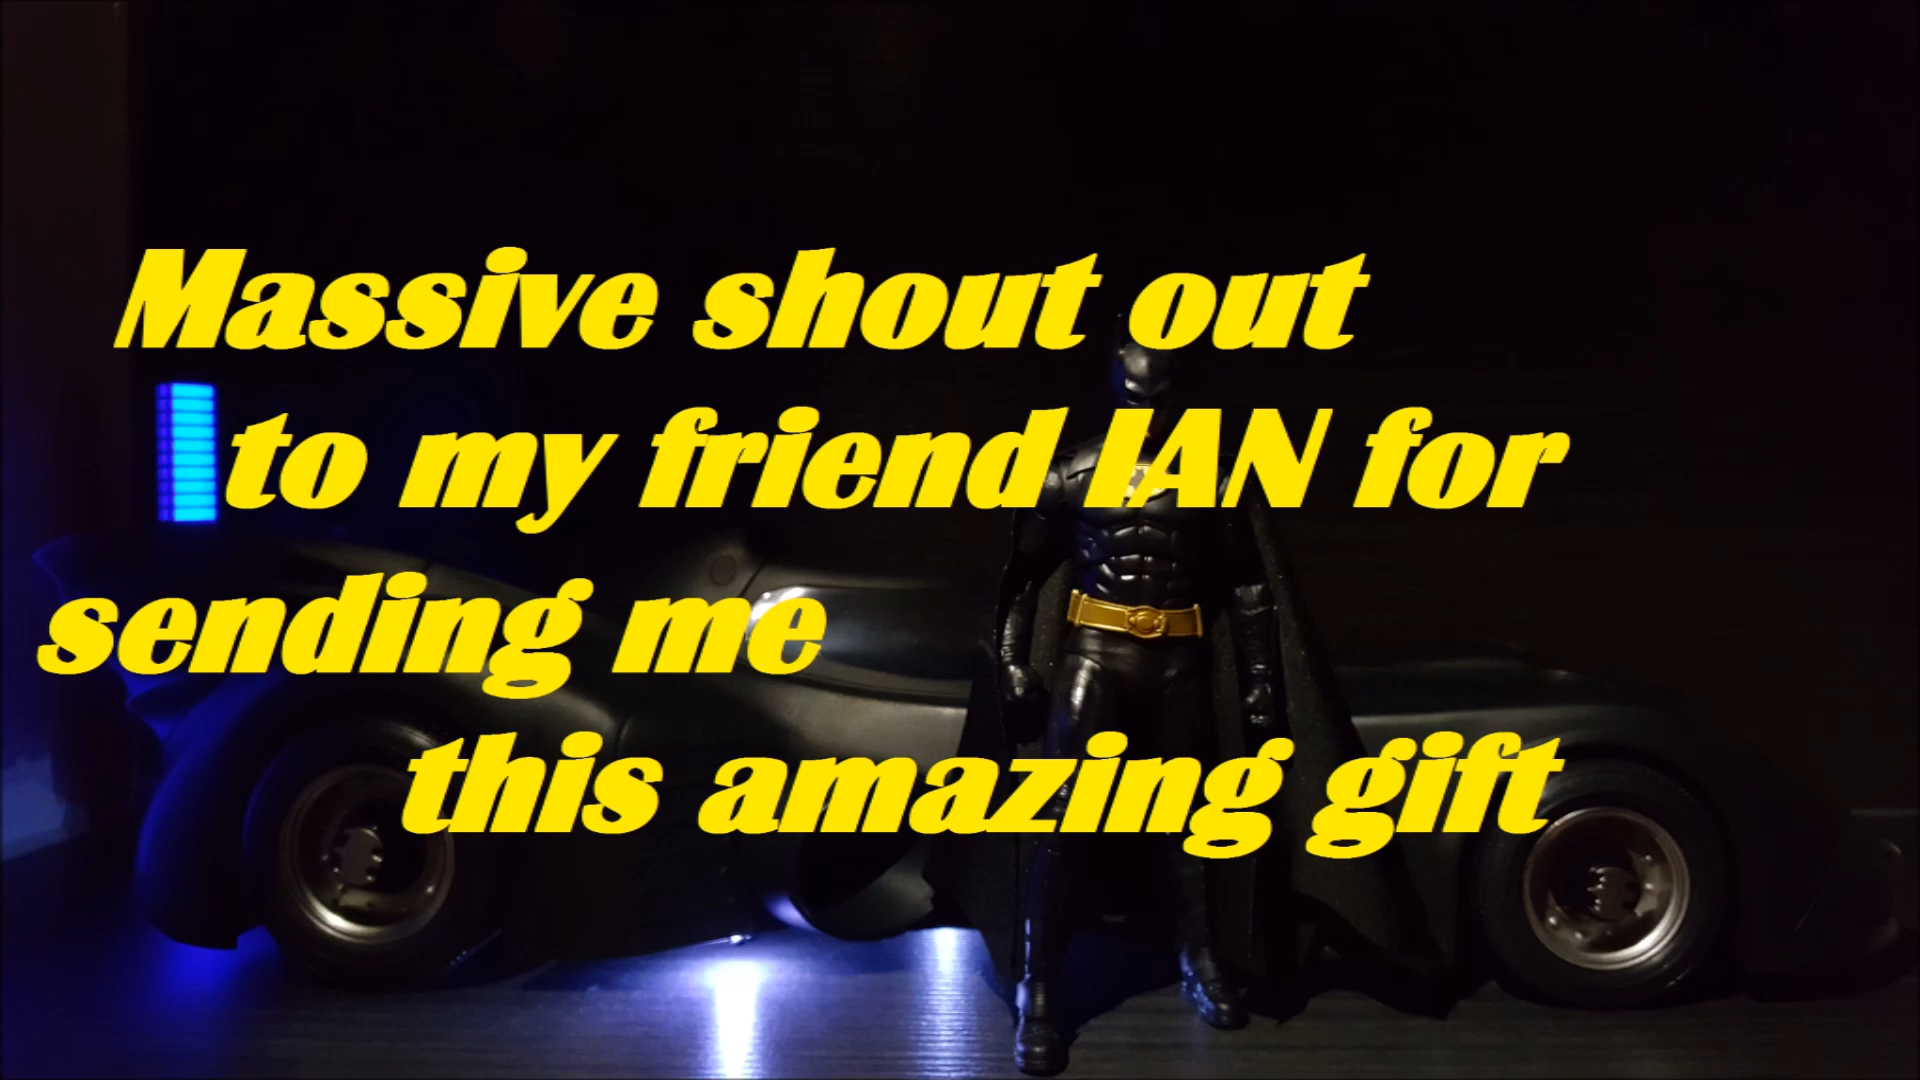 Massive shout out
to my friend IAN for
sending me
this amazing gift